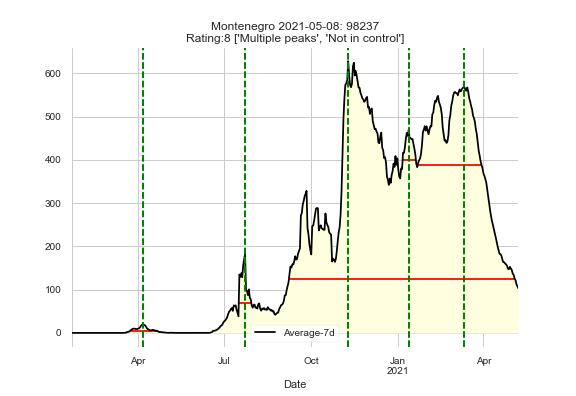 Montenegro 2021-05-08: 98237
Rating:8 ['Multiple peaks', 'Not in control']
600
500
400
300
200
100
0
Average-7d
Apr
Jul
Oct
Jan
2021
Apr
Date